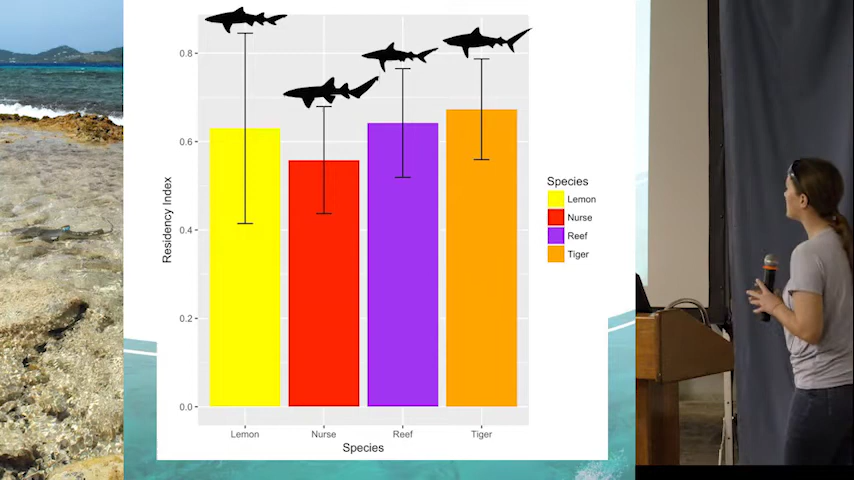 0.8
0.6
0.4
0.2
0.0
Residency Index
Lemon Nurse Reef Tiger
Species
Species
Lemon
Nurse
Reef
Tiger